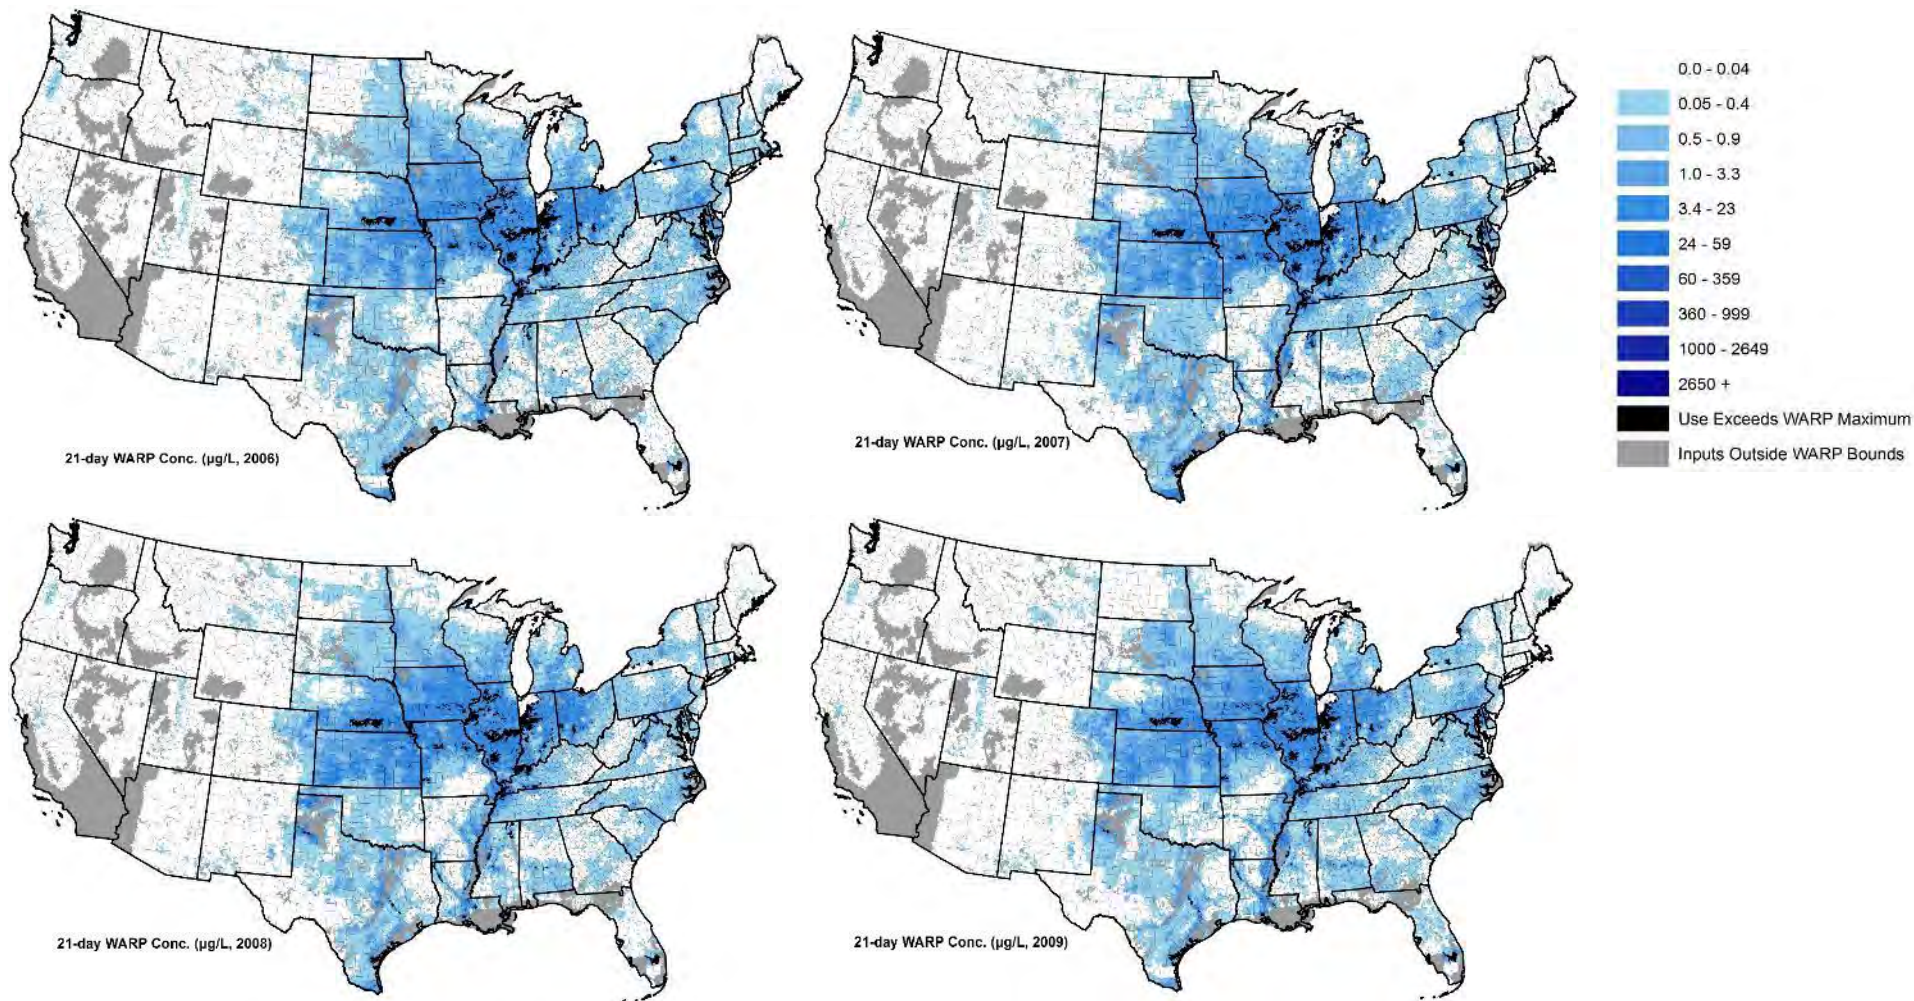 0.0 - 0.04
0.05 - 0.4
0.5 - 0.9
1.0 - 3.3
3.4 - 23
24 - 59
60 - 359
360 - 999
1000 - 2649
2650 +
Use Exceeds WARP Maximum
Inputs Outside WARP Bounds
21-day WARP Conc. (µg/L, 2006)
21-day WARP Conc. (µg/L, 2007)
21-day WARP Conc. (µg/L, 2008)
21-day WARP Conc. (µg/L, 2009)